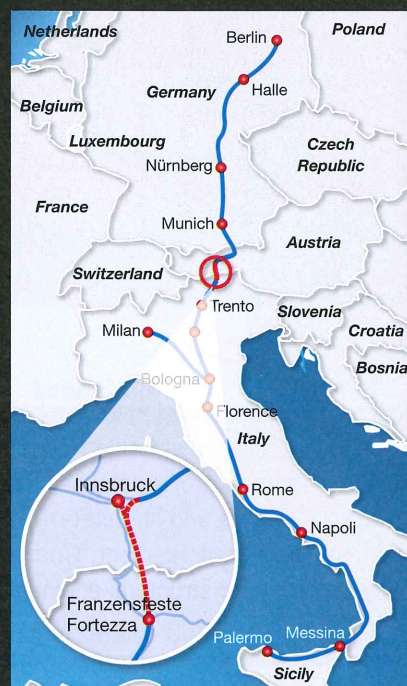 Netherlands
Poland
Berlin
Germany
Halle
Belgium
Luxembourg
Czech
Republic
Nürnberg
France
Munich
Austria
Switzerland
Trento
Slovenia
Milan
Croatia
Bosnia
Bologna
Florence
Italy
Innsbruck
Rome
Napoli
Franzensfeste
Fortezza
Palermo
Messina
Sicily